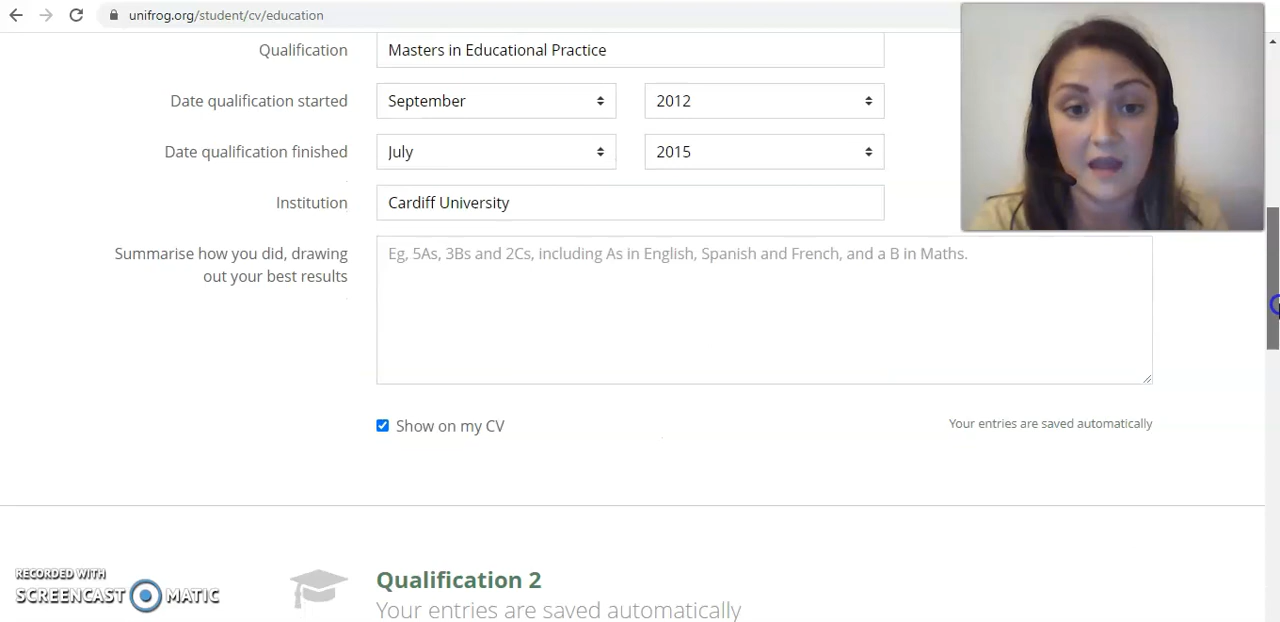 unifrog.org/student/cv/education
Qualification
Masters in Educational Practice
Date qualification started
September
2012
Date qualification finished
July
2015
Institution
Cardiff University
Summarise how you did, drawing
out your best results
Eg, 5As, 3Bs and 2Cs, including As in English, Spanish and French, and a B in Maths.
Show on my CV
Your entries are saved automatically
Qualification 2
Your entries are saved automatically
RECORDED WITH
SCREENCAST MATIC